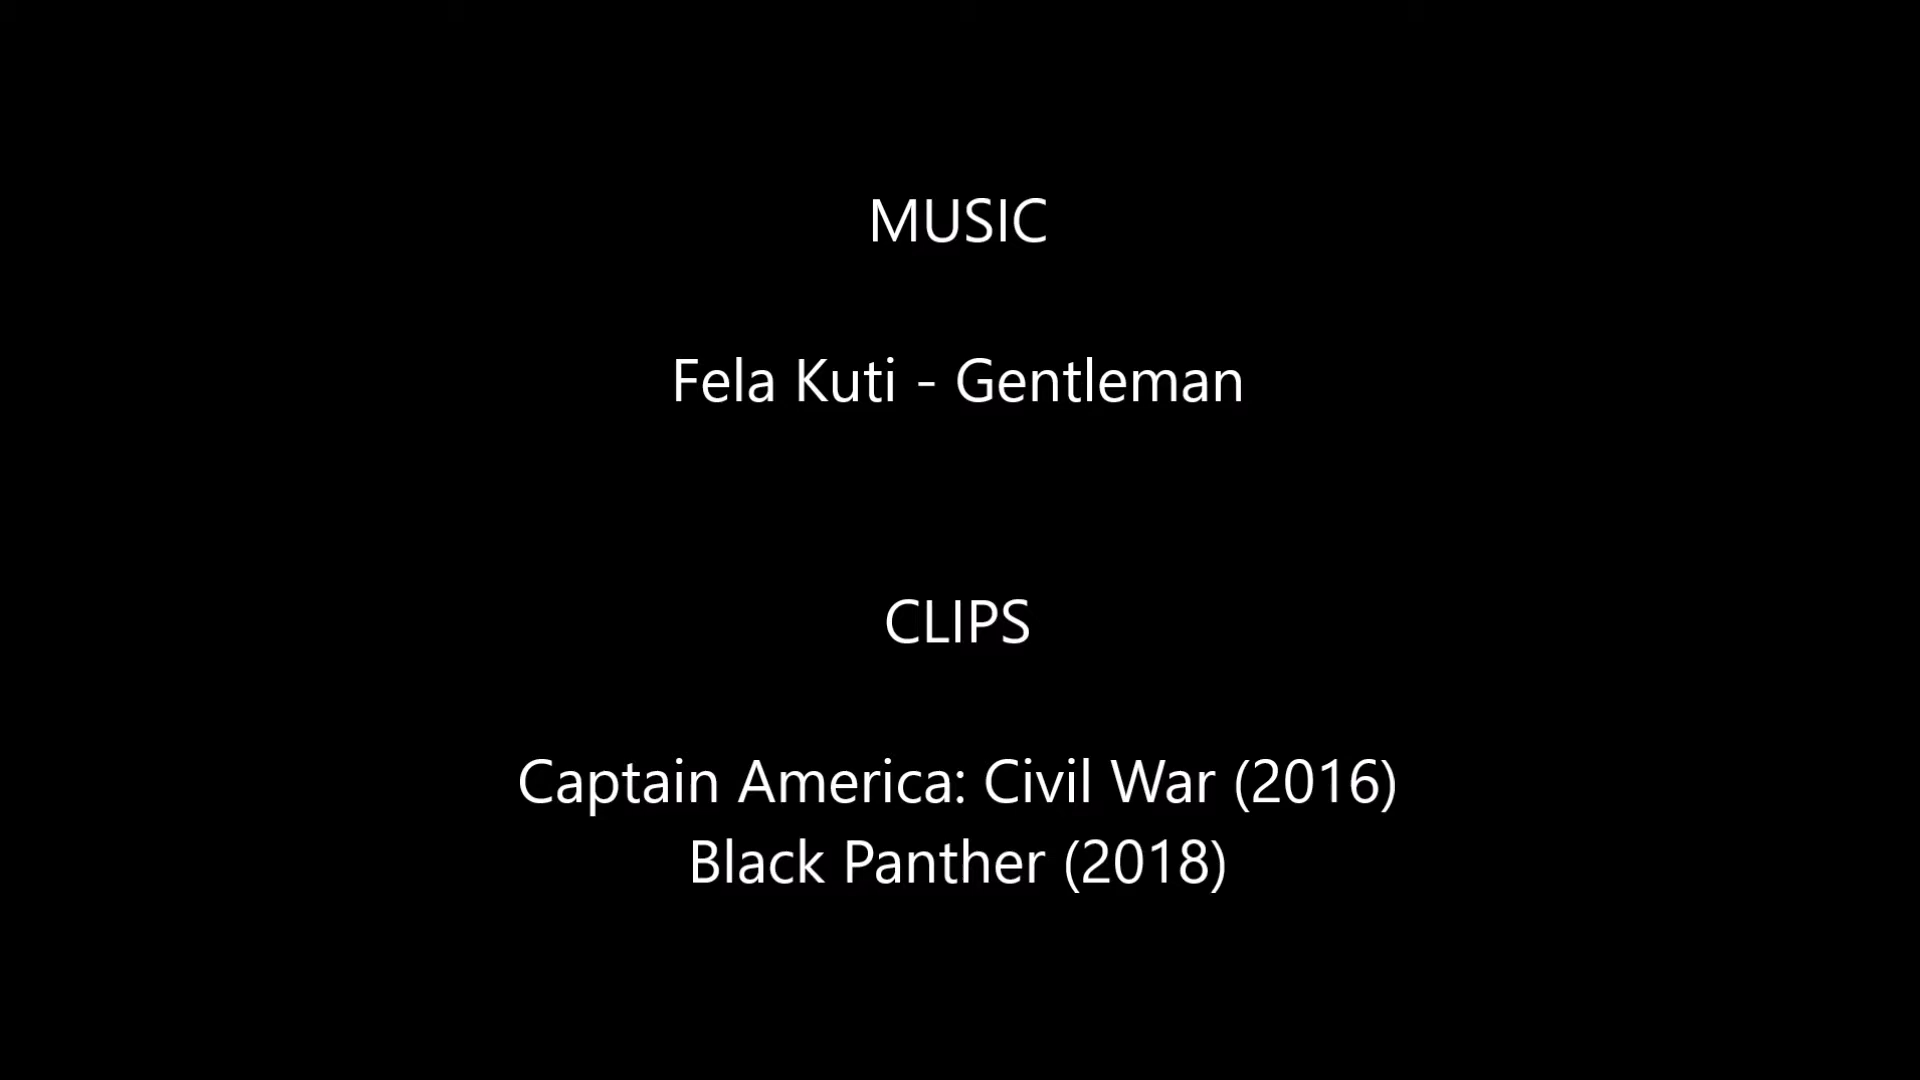 MUSIC
Fela Kuti - Gentleman
CLIPS
Captain America: Civil War (2016)
Black Panther (2018)